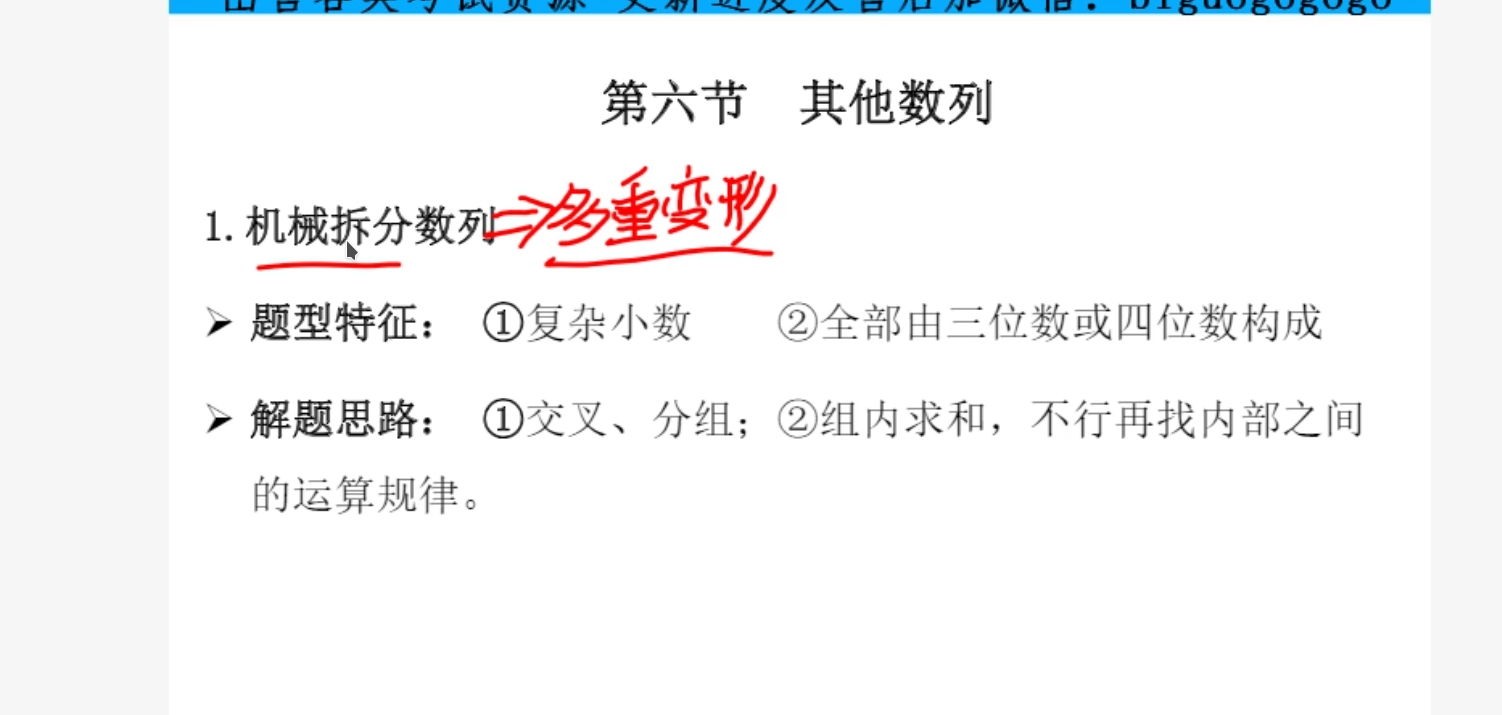 第六节 其他数列
1.机械拆分数列⇒多重变形
➢ 题型特征： ①复杂小数 ②全部由三位数或四位数构成
➢ 解题思路： ①交叉、分组；②组内求和，不行再找内部之间
的运算规律。